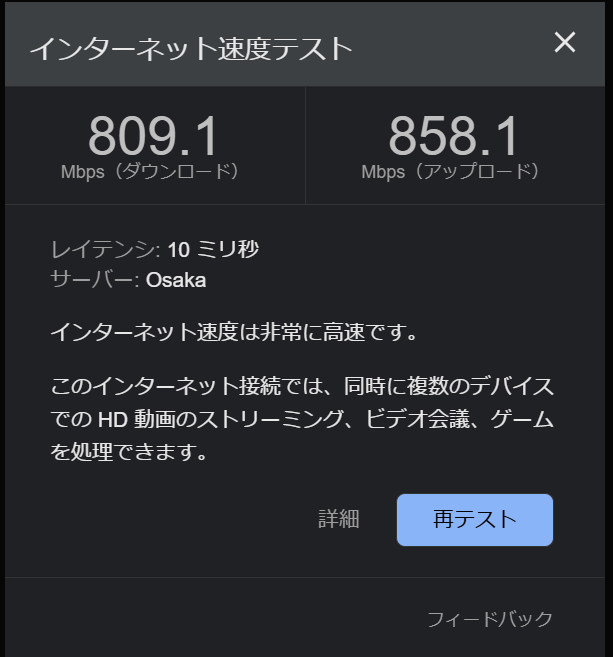 インターネット速度テスト
809.1
Mbps（ダウンロード）
858.1
Mbps（アップロード）
レイテンシ: 10 ミリ秒
サーバー: Osaka
インターネット速度は非常に高速です。
このインターネット接続では、同時に複数のデバイス
での HD 動画のストリーミング、ビデオ会議、ゲーム
を処理できます。
詳細
再テスト
フィードバック